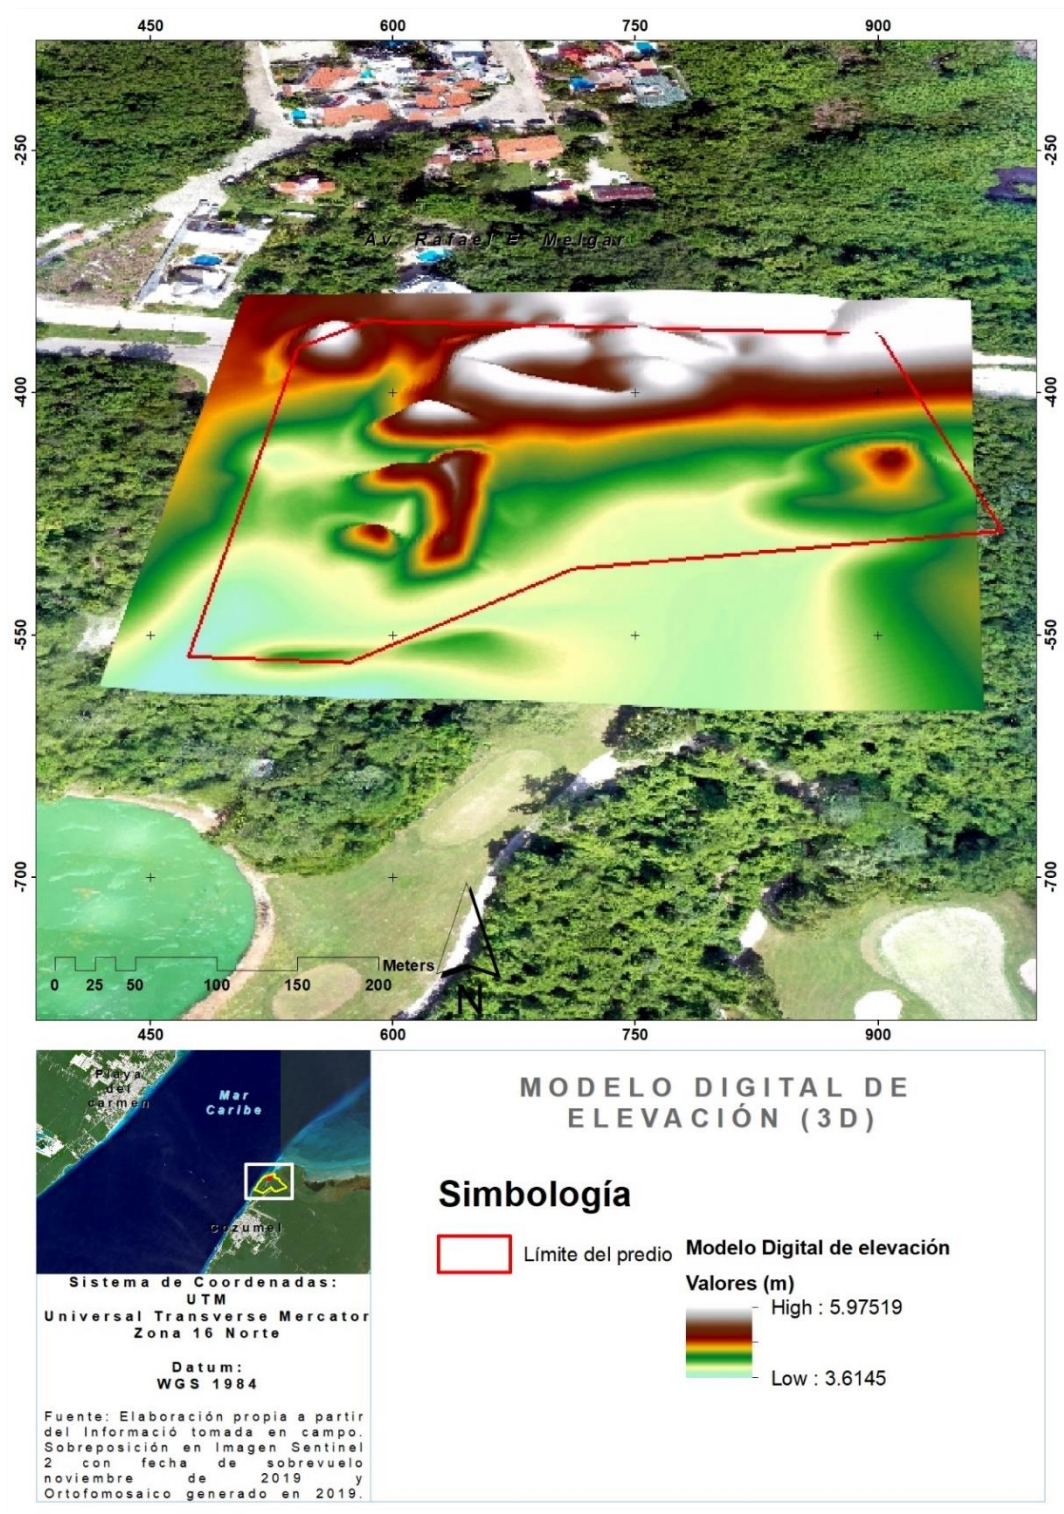 450 600 750 900
-250 -250
Av. Rafael E. Melgar
-400 -400
-550 -550
-700 -700
Meters
0 25 50 100 150 200
N
450 600 750 900
Playa
del
carmen
Mar
Caribe
Cozumel
Sistema de Coordenadas:
UTM
Universal Transverse Mercator
Zona 16 Norte
Datum:
WGS 1984
Fuente: Elaboración propia a partir
del Informació tomada en campo.
Sobreposición en Imagen Sentinel
2 con fecha de sobrevuelo
noviembre de 2019 y
Ortofomosaico generado en 2019.
MODELO DIGITAL DE
ELEVACIÓN (3D)
Simbología
Límite del predio
Modelo Digital de elevación
Valores (m)
High : 5.97519
Low : 3.6145